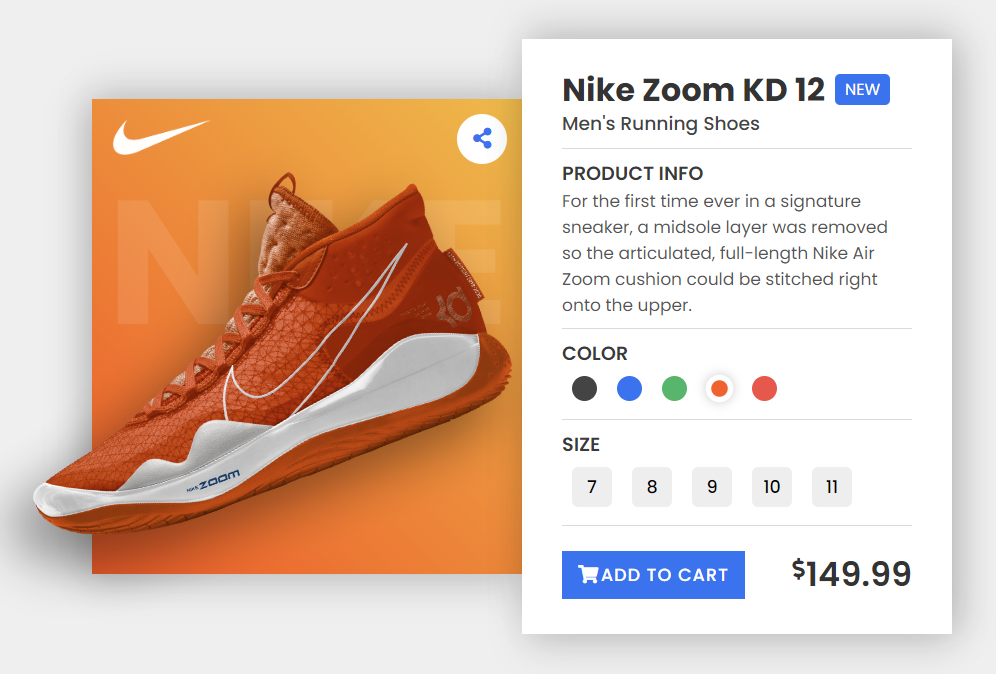 NIKE
NIKE ZOOM
Nike Zoom KD 12 NEW
Men's Running Shoes
PRODUCT INFO
For the first time ever in a signature
sneaker, a midsole layer was removed
so the articulated, full-length Nike Air
Zoom cushion could be stitched right
onto the upper.
COLOR
SIZE
7 8 9 10 11
ADD TO CART $149.99